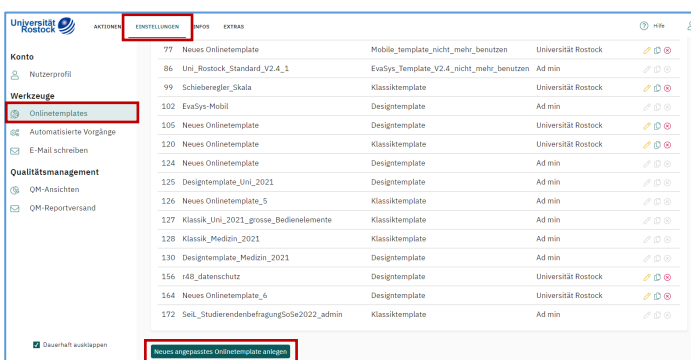 Universität
Rostock
AKTIONEN
EINSTELLUNGEN
INFOS
EXTRAS
Hilfe
Konto
Nutzerprofil
Werkzeuge
Onlinetemplates
Automatisierte Vorgänge
E-Mail schreiben
Qualitätsmanagement
QM-Ansichten
QM-Reportversand
Dauerhaft ausklappen
77 Neues Onlinetemplate Mobile_template_nicht_mehr_benutzen Universität Rostock
86 Uni_Rostock_Standard_V2.4_1 EvaSys_Template_V2.4_nicht_mehr_benutzen Ad min
99 Schieberegler_Skala Klassiktemplate Universität Rostock
102 EvaSys-Mobil Designtemplate Ad min
105 Neues Onlinetemplate Designtemplate Universität Rostock
120 Neues Onlinetemplate Klassiktemplate Universität Rostock
124 Neues Onlinetemplate Designtemplate Ad min
125 Designtemplate_Uni_2021 Designtemplate Ad min
126 Neues Onlinetemplate_5 Klassiktemplate Ad min
127 Klassik_Uni_2021_grosse_Bedienelemente Klassiktemplate Ad min
128 Klassik_Medizin_2021 Klassiktemplate Ad min
130 Designtemplate_Medizin_2021 Designtemplate Ad min
156 r48_datenschutz Designtemplate Universität Rostock
164 Neues Onlinetemplate_6 Designtemplate Universität Rostock
172 SeiL_StudierendenbefragungSoSe2022_admin Klassiktemplate Ad min
Neues angepasstes Onlinetemplate anlegen